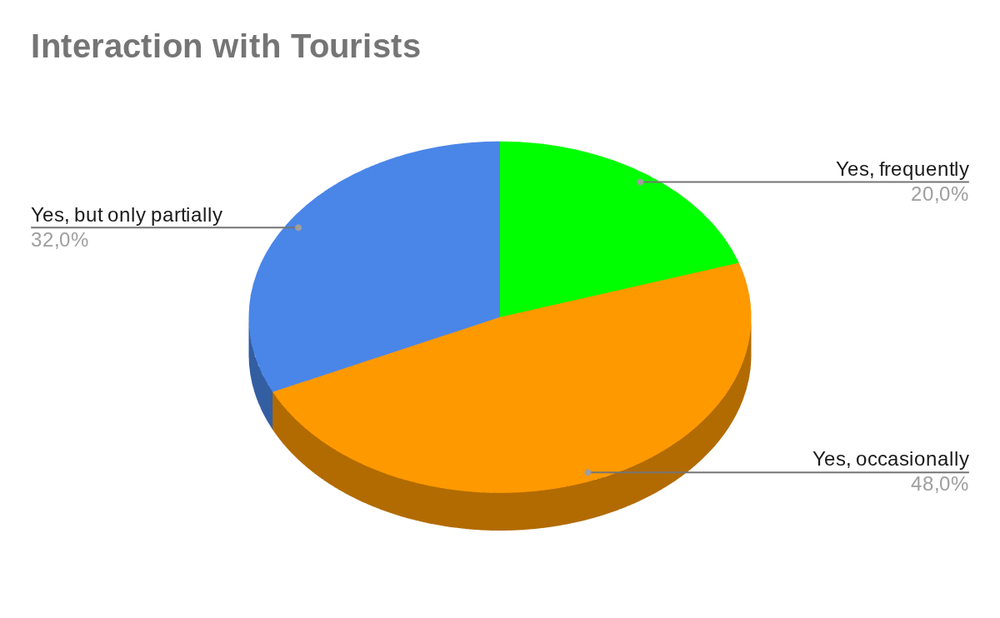 Interaction with Tourists
Yes, frequently
20,0%
Yes, but only partially
32,0%
Yes, occasionally
48,0%